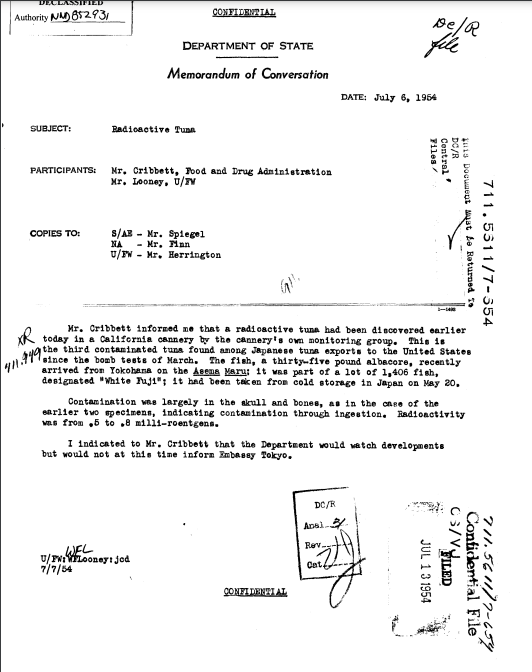 DECLASSIFIED
Authority NND 852931
CONFIDENTIAL
DC/R
file
DEPARTMENT OF STATE
Memorandum of Conversation
DATE: July 6, 1954
SUBJECT: Radioactive Tuna
PARTICIPANTS: Mr. Cribbett, Food and Drug Administration
Mr. Looney, U/FW
COPIES TO: S/AE - Mr. Spiegel
NA - Mr. Finn
U/FW - Mr. Herrington
This Document Must be Returned To
DC/R
Central
Files
711.5611/7-654
1-1493
XR
411.949
Mr. Cribbett informed me that a radioactive tuna had been discovered earlier
today in a California cannery by the cannery's own monitoring group. This is
the third contaminated tuna found among Japanese tuna exports to the United States
since the bomb tests of March. The fish, a thirty-five pound albacore, recently
arrived from Yokohama on the Asema Maru; it was part of a lot of 1,406 fish,
designated "White Fuji"; it had been taken from cold storage in Japan on May 20.
Contamination was largely in the skull and bones, as in the case of the
earlier two specimens, indicating contamination through ingestion. Radioactivity
was from .5 to .8 milli-roentgens.
I indicated to Mr. Cribbett that the Department would watch developments
but would not at this time inform Embassy Tokyo.
DC/R
Anal 3
Rev
Cat
WFL
U/FW:WFLooney:jcd
7/7/54
CONFIDENTIAL
JUL 13 1954
FILED
CS/VJ
Confidential File
711.5611/7-654